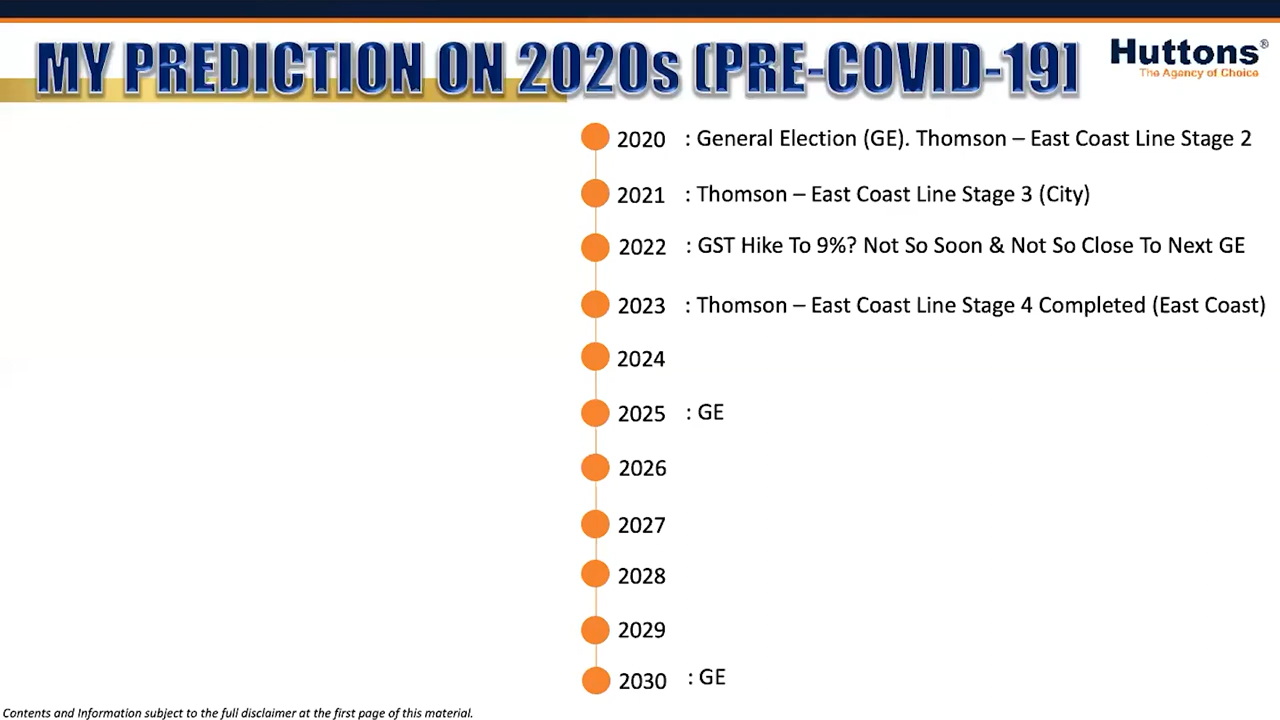 MY PREDICTION ON 2020s (PRE-COVID-19)
Huttons®
The Agency of Choice
2020 : General Election (GE). Thomson – East Coast Line Stage 2
2021 : Thomson – East Coast Line Stage 3 (City)
2022 : GST Hike To 9%? Not So Soon & Not So Close To Next GE
2023 : Thomson – East Coast Line Stage 4 Completed (East Coast)
2024
2025 : GE
2026
2027
2028
2029
2030 : GE
Contents and Information subject to the full disclaimer at the first page of this material.